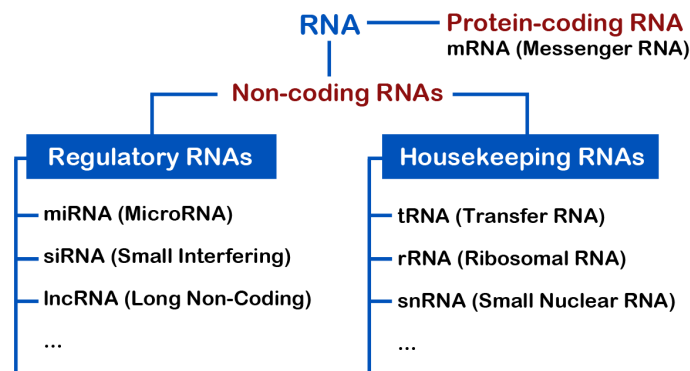 RNA
Protein-coding RNA
mRNA (Messenger RNA)
Non-coding RNAs
Regulatory RNAs
miRNA (MicroRNA)
siRNA (Small Interfering)
lncRNA (Long Non-Coding)
...
Housekeeping RNAs
tRNA (Transfer RNA)
rRNA (Ribosomal RNA)
snRNA (Small Nuclear RNA)
...